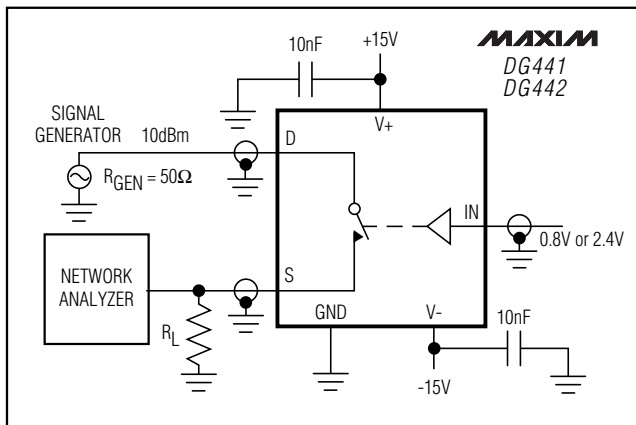 10nF
+15V
MAXIM
DG441
DG442
SIGNAL
GENERATOR
10dBm
D
V+
RGEN = 50Ω
IN
0.8V or 2.4V
NETWORK
ANALYZER
S
RL
GND
V-
10nF
-15V